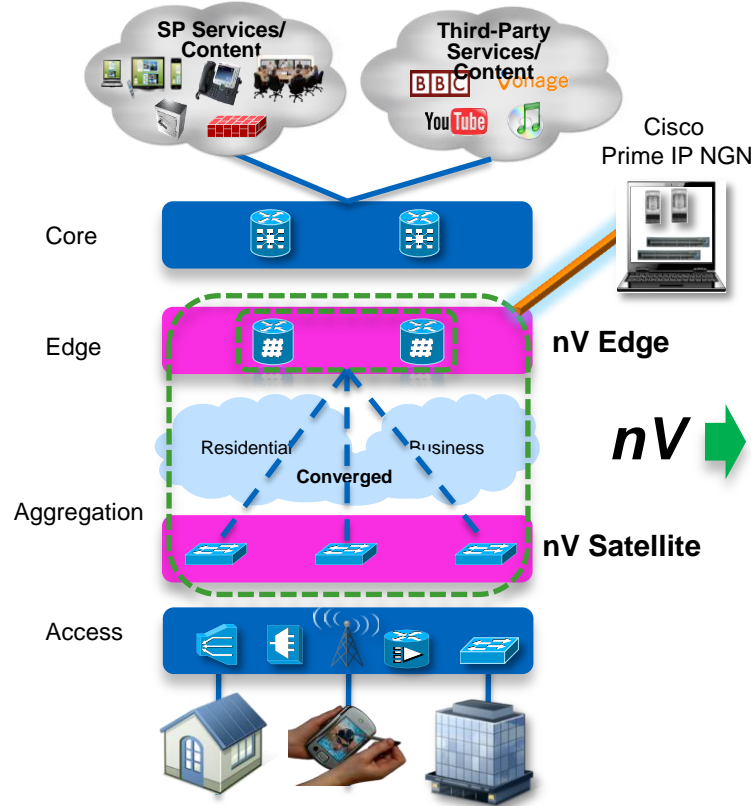 SP Services/
Content
Third-Party
Services/
Content
BBC
Vonage
YouTube
Cisco
Prime IP NGN
Core
Edge
nV Edge
Residential
Business
Converged
nV
Aggregation
nV Satellite
Access